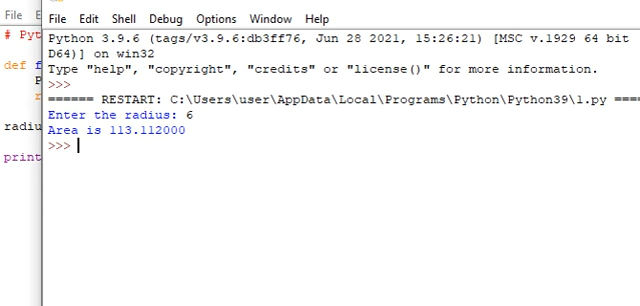 File E
# Pyt
def f
P
r
radiu
print
File Edit Shell Debug Options Window Help
Python 3.9.6 (tags/v3.9.6:db3ff76, Jun 28 2021, 15:26:21) [MSC v.1929 64 bit
D64)] on win32
Type "help", "copyright", "credits" or "license()" for more information.
>>>
====== RESTART: C:\Users\user\AppData\Local\Programs\Python\Python39\1.py ====
Enter the radius: 6
Area is 113.112000
>>>